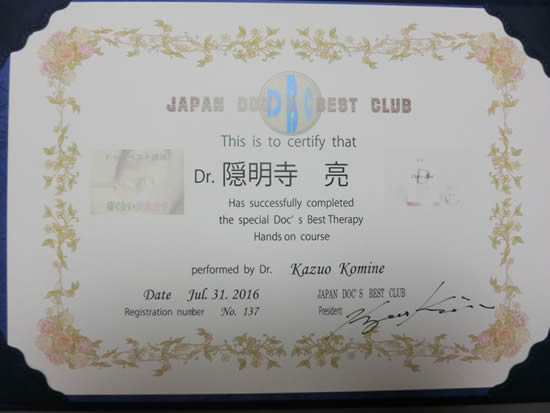 JAPAN DOC BEST CLUB
DBC
This is to certify that
Dr. 隠明寺 亮
Has successfully completed
the special Doc's Best Therapy
Hands on course
performed by Dr. Kazuo Komine
Date Jul. 31. 2016
JAPAN DOC'S BEST CLUB
Registration number No. 137
President